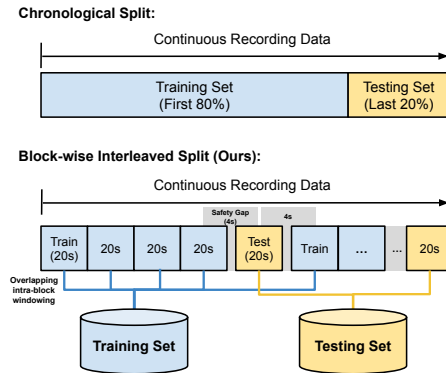 Chronological Split:
Continuous Recording Data
Training Set
(First 80%)
Testing Set
(Last 20%)
Block-wise Interleaved Split (Ours):
Continuous Recording Data
Safety Gap
(4s)
4s
Train
(20s)
20s
20s
20s
Test
(20s)
Train
...
...
20s
Overlapping
intra-block
windowing
Training Set
Testing Set